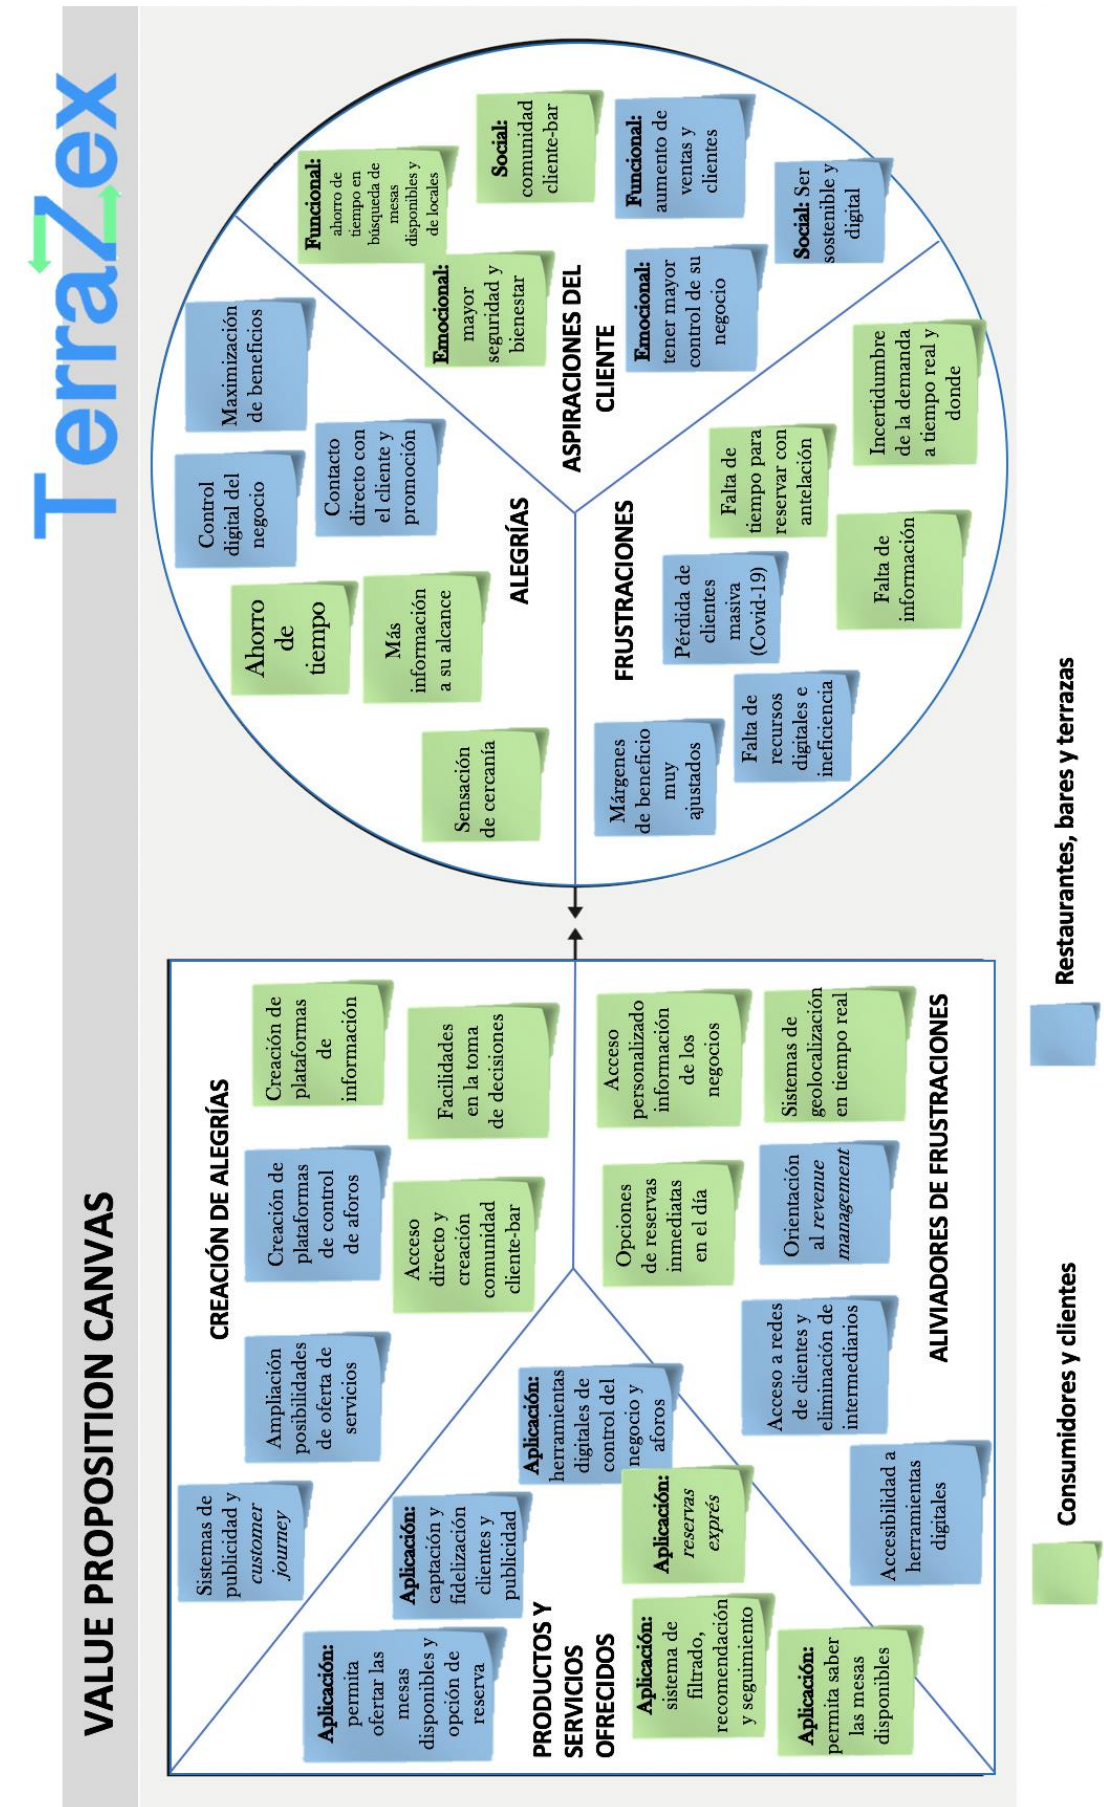 VALUE PROPOSITION CANVAS
TerraZex
CREACIÓN DE ALEGRÍAS
Sistemas de
publicidad y
customer
journey
Ampliación
posibilidades
de oferta de
servicios
Creación de
plataformas
de control
de aforos
Creación de
plataformas
de
información
Acceso
directo y
creación
comunidad
cliente-bar
Facilidades
en la toma
de decisiones
PRODUCTOS Y
SERVICIOS
OFRECIDOS
Aplicación:
permita
ofertar las
mesas
disponibles y
opción de
reserva
Aplicación:
captación y
fidelización
clientes y
publicidad
Aplicación:
herramientas
digitales de
control del
negocio y
aforos
Aplicación:
sistema de
filtrado,
recomendación
y seguimiento
Aplicación:
reservas
exprés
Aplicación:
permita saber
las mesas
disponibles
ALIVIADORES DE FRUSTRACIONES
Opciones
de reservas
inmediatas
en el día
Acceso
personalizado
información
de los
negocios
Acceso a redes
de clientes y
eliminación de
intermediarios
Orientación
al revenue
management
Sistemas de
geolocalización
en tiempo real
Accesibilidad a
herramientas
digitales
ALEGRÍAS
Control
digital del
negocio
Maximización
de beneficios
Ahorro
de
tiempo
Contacto
directo con
el cliente y
promoción
Más
información
a su alcance
Sensación
de cercanía
ASPIRACIONES DEL
CLIENTE
Funcional:
ahorro de
tiempo en
búsqueda de
mesas
disponibles y
de locales
Emocional:
mayor
seguridad y
bienestar
Social:
comunidad
cliente-bar
Funcional:
aumento de
ventas y
clientes
Emocional:
tener mayor
control de su
negocio
Social: Ser
sostenible y
digital
FRUSTRACIONES
Márgenes
de beneficio
muy
ajustados
Pérdida de
clientes
masiva
(Covid-19)
Falta de
tiempo para
reservar con
antelación
Falta de
recursos
digitales e
ineficiencia
Falta de
información
Incertidumbre
de la demanda
a tiempo real y
donde
Consumidores y clientes
Restaurantes, bares y terrazas